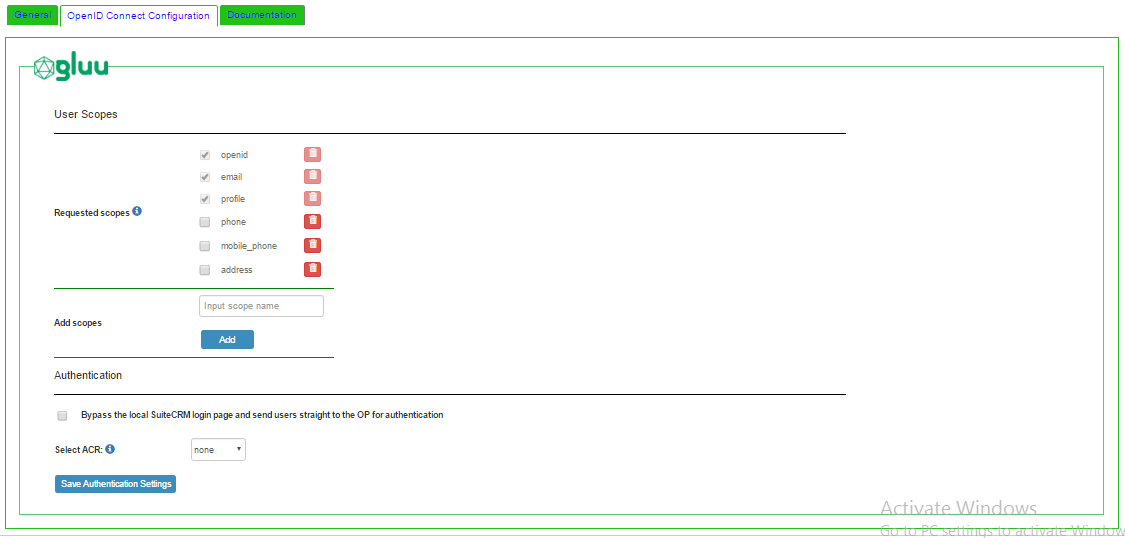 General OpenID Connect Configuration Documentation
gluu
User Scopes
Requested scopes
openid
email
profile
phone
mobile_phone
address
Add scopes
Input scope name
Add
Authentication
Bypass the local SuiteCRM login page and send users straight to the OP for authentication
Select ACR: none
Save Authentication Settings
Activate Windows
Go to PC settings to activate Window